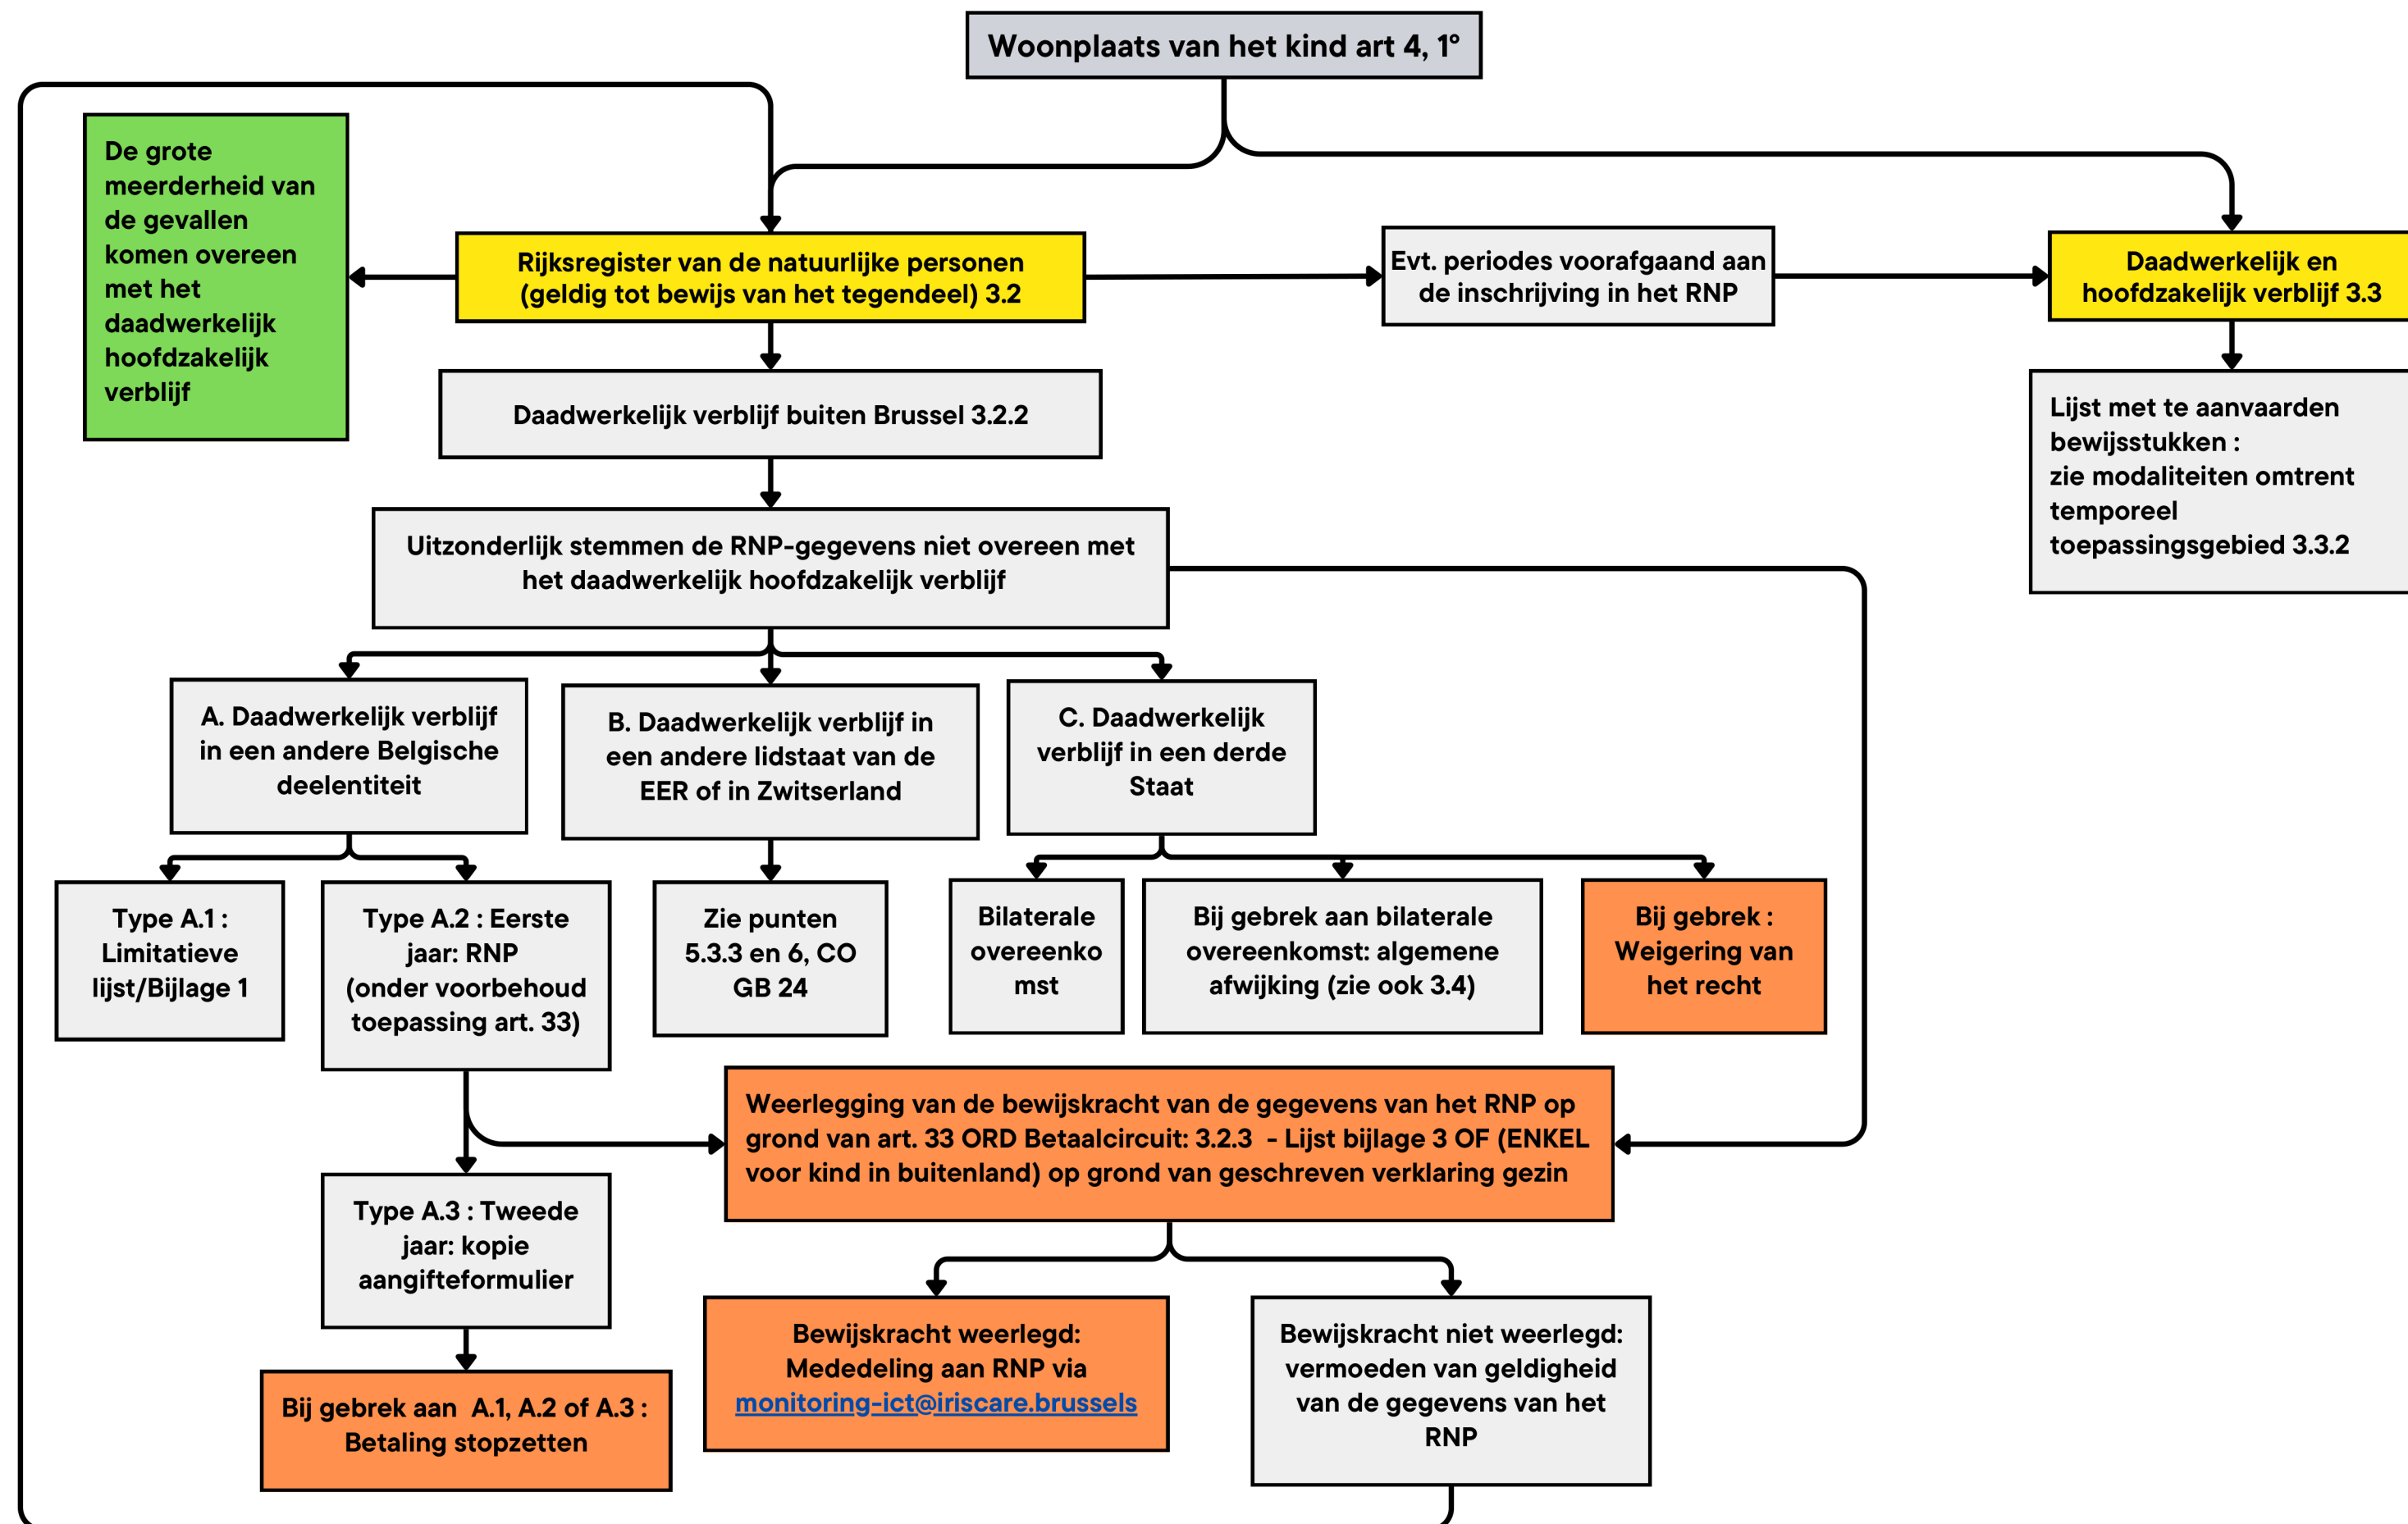 Woonplaats van het kind art 4, 1°
De grote
meerderheid van
de gevallen
komen overeen
met het
daadwerkelijk
hoofdzakelijk
verblijf
Rijksregister van de natuurlijke personen
(geldig tot bewijs van het tegendeel) 3.2
Evt. periodes voorafgaand aan
de inschrijving in het RNP
Daadwerkelijk en
hoofdzakelijk verblijf 3.3
Daadwerkelijk verblijf buiten Brussel 3.2.2
Lijst met te aanvaarden
bewijsstukken :
zie modaliteiten omtrent
temporeel
toepassingsgebied 3.3.2
Uitzonderlijk stemmen de RNP-gegevens niet overeen met
het daadwerkelijk hoofdzakelijk verblijf
A. Daadwerkelijk verblijf
in een andere Belgische
deelentiteit
B. Daadwerkelijk verblijf in
een andere lidstaat van de
EER of in Zwitserland
C. Daadwerkelijk
verblijf in een derde
Staat
Type A.1 :
Limitatieve
lijst/Bijlage 1
Type A.2 : Eerste
jaar: RNP
(onder voorbehoud
toepassing art. 33)
Zie punten
5.3.3 en 6, CO
GB 24
Bilaterale
overeenko
mst
Bij gebrek aan bilaterale
overeenkomst: algemene
afwijking (zie ook 3.4)
Bij gebrek :
Weigering van
het recht
Weerlegging van de bewijskracht van de gegevens van het RNP op
grond van art. 33 ORD Betaalcircuit: 3.2.3  - Lijst bijlage 3 OF (ENKEL
voor kind in buitenland) op grond van geschreven verklaring gezin
Type A.3 : Tweede
jaar: kopie
aangifteformulier
Bewijskracht weerlegd:
Mededeling aan RNP via
monitoring-ict@iriscare.brussels
Bewijskracht niet weerlegd:
vermoeden van geldigheid
van de gegevens van het
RNP
Bij gebrek aan  A.1, A.2 of A.3 :
Betaling stopzetten